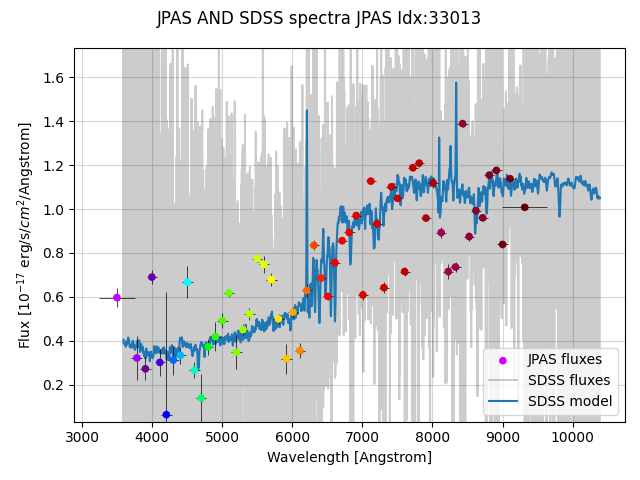 JPAS AND SDSS spectra JPAS Idx:33013
Flux [10⁻¹⁷ erg/s/cm²/Angstrom]
1.6
1.4
1.2
1.0
0.8
0.6
0.4
0.2
JPAS fluxes
SDSS fluxes
SDSS model
3000 4000 5000 6000 7000 8000 9000 10000
Wavelength [Angstrom]